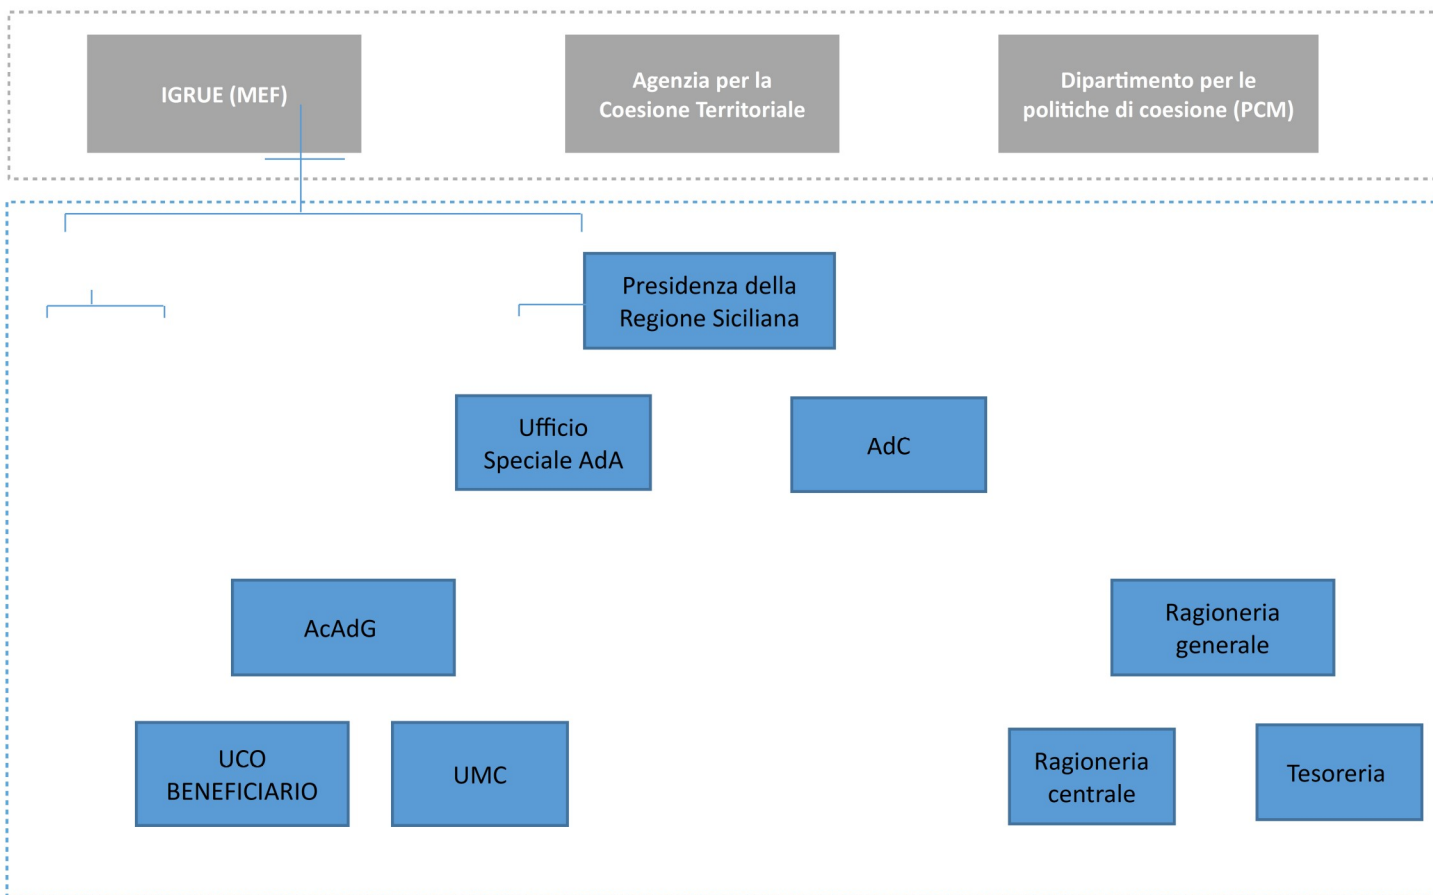 IGRUE (MEF)
Agenzia per la
Coesione Territoriale
Dipartimento per le
politiche di coesione (PCM)
Presidenza della
Regione Siciliana
Ufficio
Speciale AdA
AdC
AcAdG
Ragioneria
generale
UCO
BENEFICIARIO
UMC
Ragioneria
centrale
Tesoreria